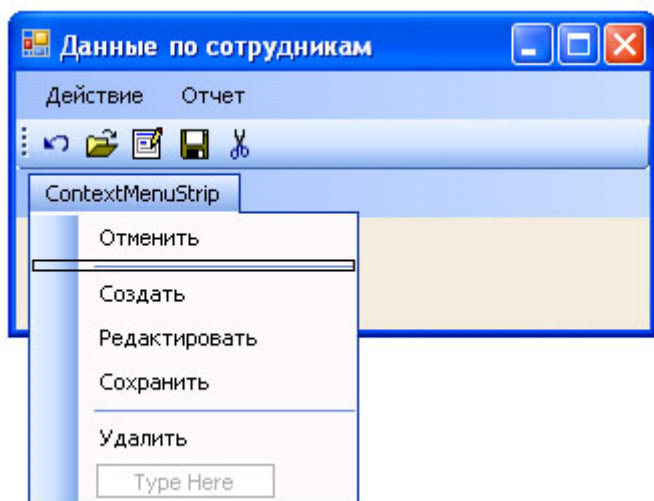 Данные по сотрудникам
Действие Отчет
ContextMenuStrip
Отменить
Создать
Редактировать
Сохранить
Удалить
Type Here